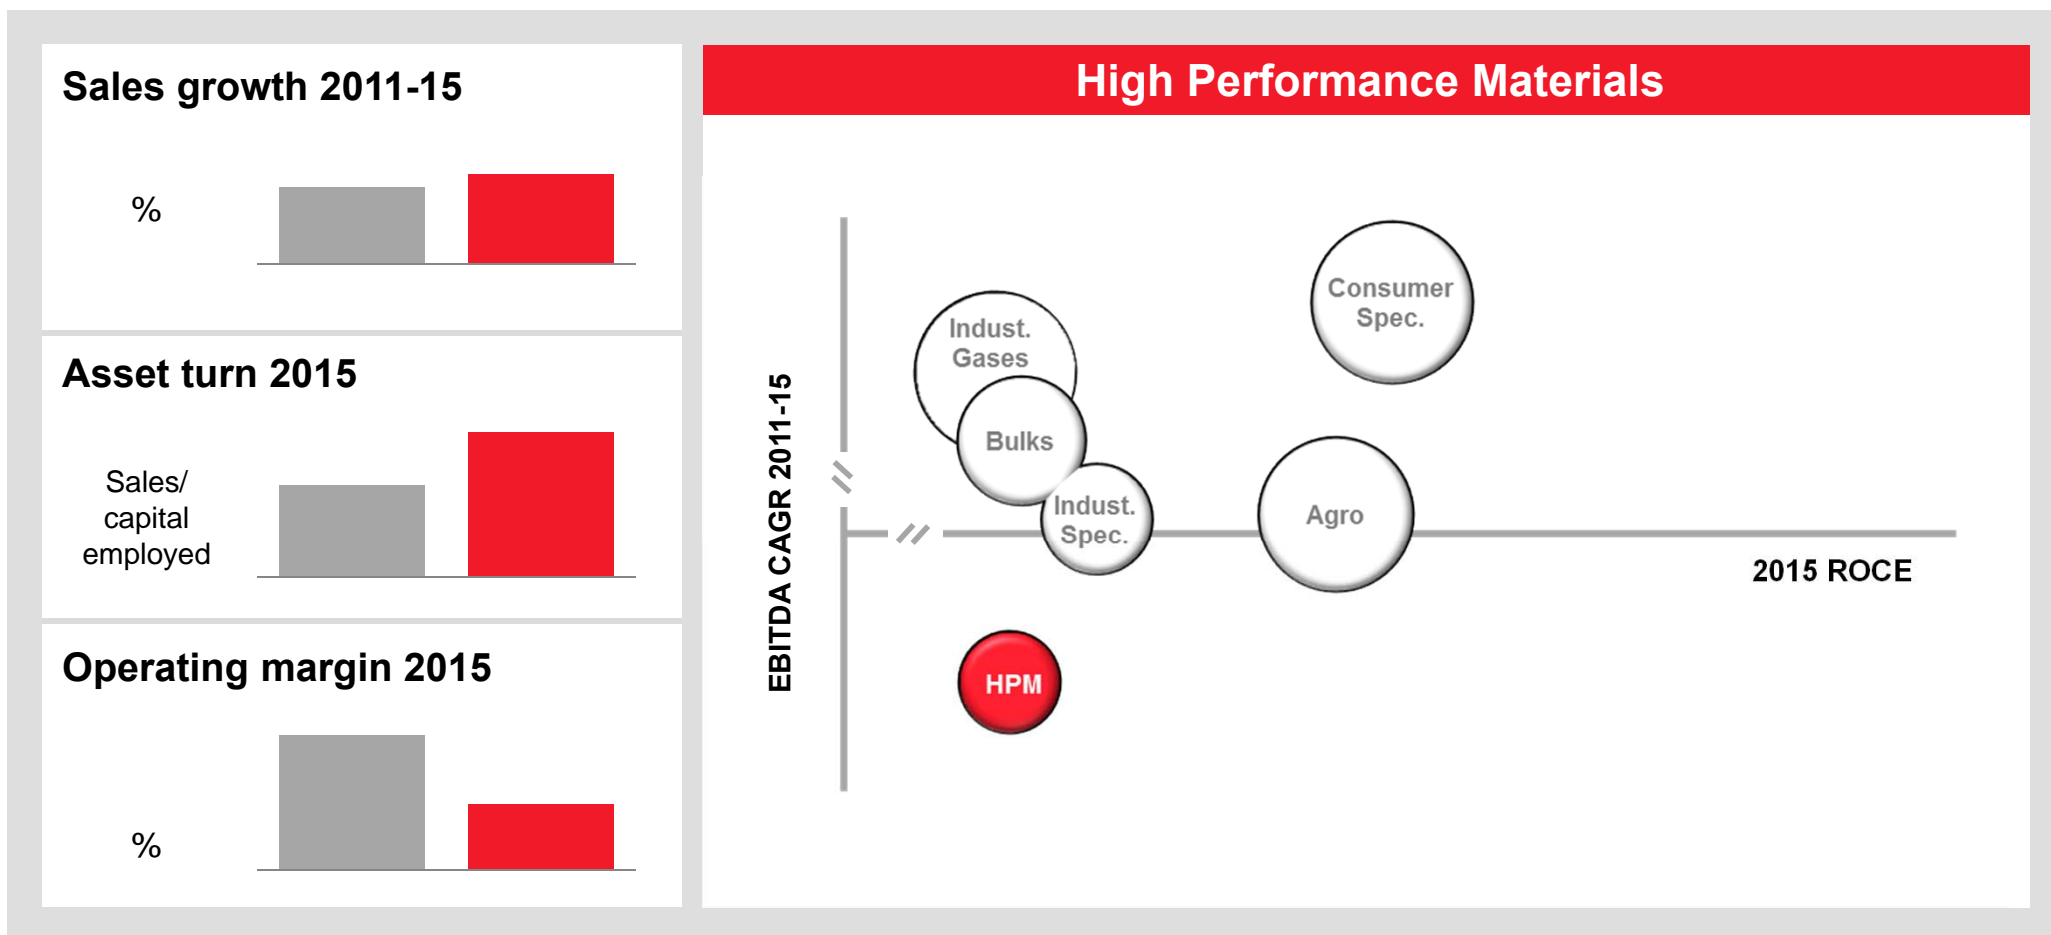 Sales growth 2011-15
%
Asset turn 2015
Sales/
capital
employed
Operating margin 2015
%
High Performance Materials
EBITDA CAGR 2011-15
Indust.
Gases
Bulks
Indust.
Spec.
Consumer
Spec.
Agro
2015 ROCE
HPM